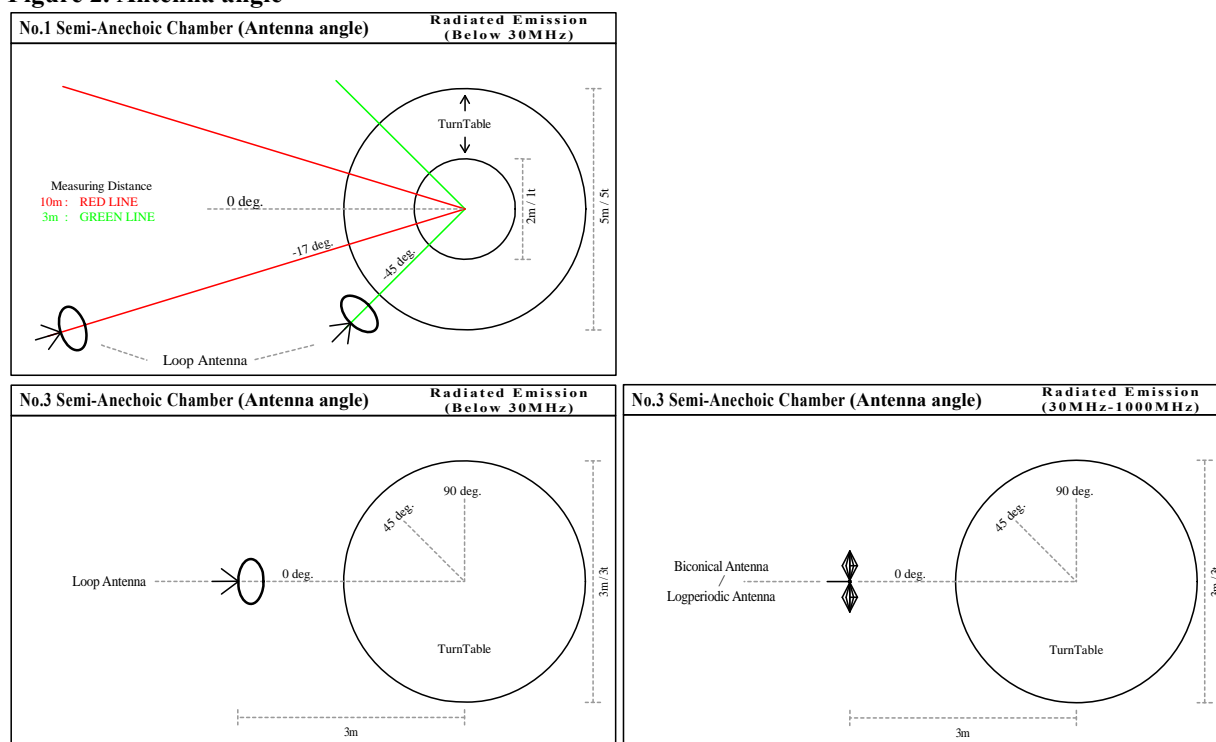 Figure 2. Antenna angle
No.1 Semi-Anechoic Chamber (Antenna angle)
Radiated Emission
(Below 30MHz)
TurnTable
Measuring Distance
10m : RED LINE
3m : GREEN LINE
0 deg.
-17 deg.
-45 deg.
2m / 1t
5m / 5t
Loop Antenna
No.3 Semi-Anechoic Chamber (Antenna angle)
Radiated Emission
(Below 30MHz)
90 deg.
45 deg.
Loop Antenna
0 deg.
3m / 3t
TurnTable
3m
No.3 Semi-Anechoic Chamber (Antenna angle)
Radiated Emission
(30MHz-1000MHz)
90 deg.
45 deg.
Biconical Antenna
/
Logperiodic Antenna
0 deg.
3m / 3t
TurnTable
3m